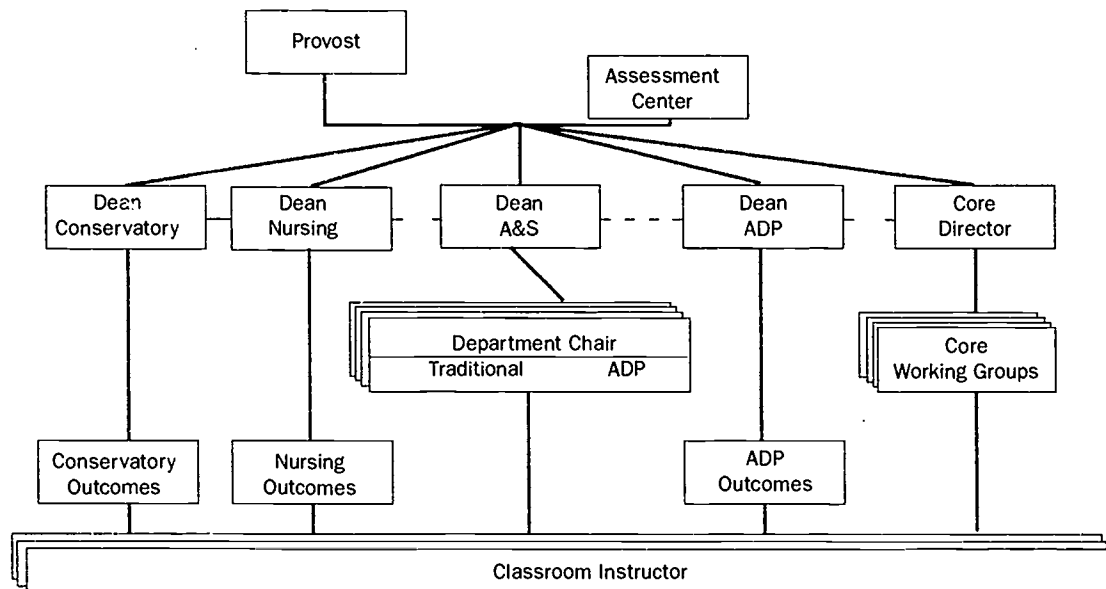 Provost
Assessment
Center
Dean
Conservatory
Dean
Nursing
Dean
A&S
Dean
ADP
Core
Director
Department Chair
Traditional ADP
Core
Working Groups
Conservatory
Outcomes
Nursing
Outcomes
ADP
Outcomes
Classroom Instructor